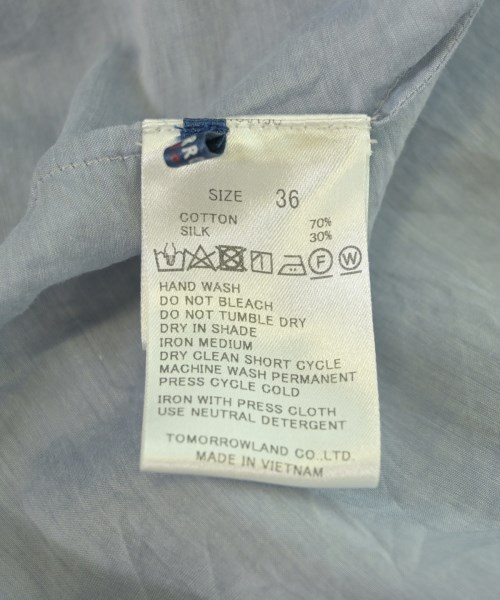 SIZE 36
COTTON 70%
SILK 30%
F W
HAND WASH
DO NOT BLEACH
DO NOT TUMBLE DRY
DRY IN SHADE
IRON MEDIUM
DRY CLEAN SHORT CYCLE
MACHINE WASH PERMANENT
PRESS CYCLE COLD
IRON WITH PRESS CLOTH
USE NEUTRAL DETERGENT
TOMORROWLAND CO.,LTD.
MADE IN VIETNAM